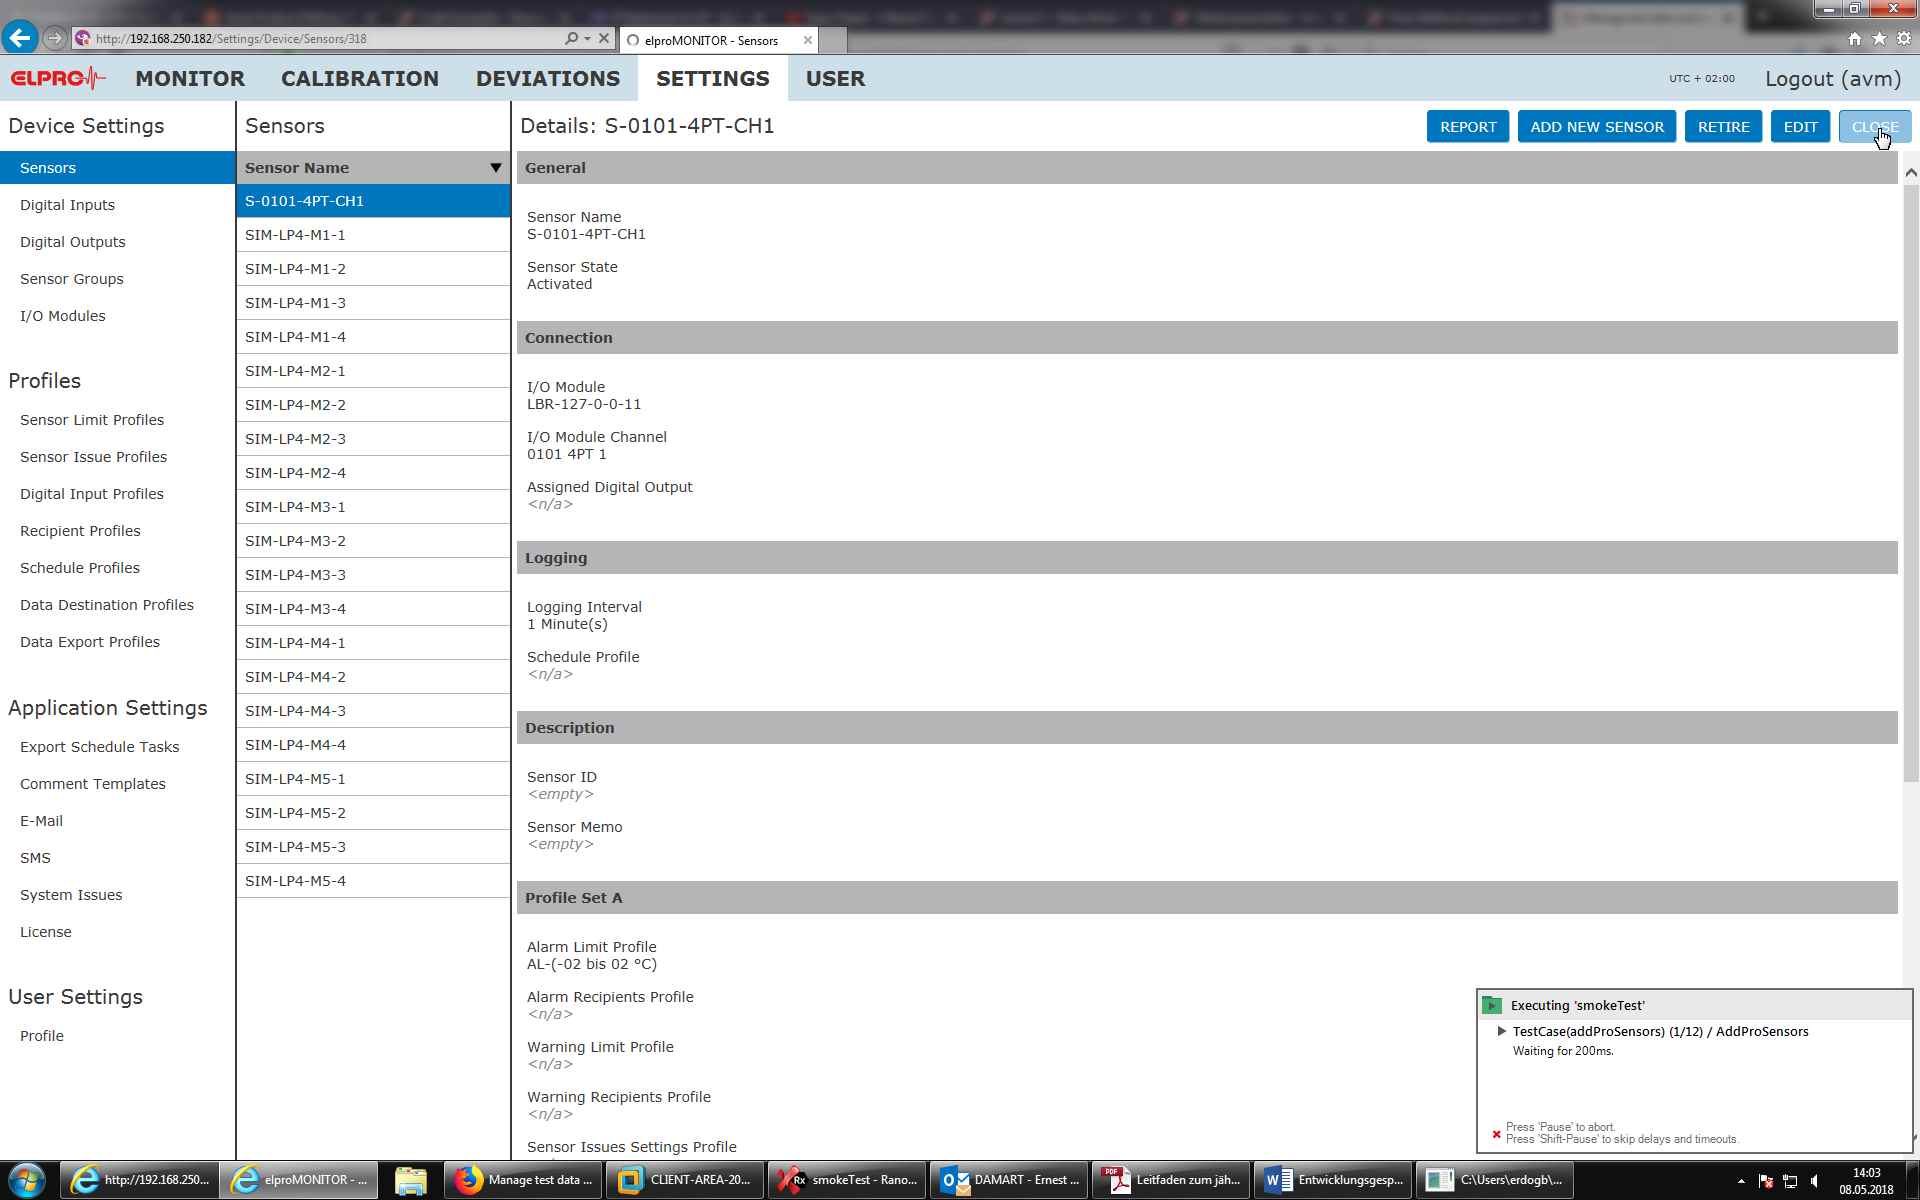 http://192.168.250.182/Settings/Device/Sensors/318
elproMONITOR - Sensors
ELPRO
MONITOR
CALIBRATION
DEVIATIONS
SETTINGS
USER
UTC + 02:00
Logout (avm)
Device Settings
Sensors
Digital Inputs
Digital Outputs
Sensor Groups
I/O Modules
Profiles
Sensor Limit Profiles
Sensor Issue Profiles
Digital Input Profiles
Recipient Profiles
Schedule Profiles
Data Destination Profiles
Data Export Profiles
Application Settings
Export Schedule Tasks
Comment Templates
E-Mail
SMS
System Issues
License
User Settings
Profile
Sensors
Sensor Name
S-0101-4PT-CH1
SIM-LP4-M1-1
SIM-LP4-M1-2
SIM-LP4-M1-3
SIM-LP4-M1-4
SIM-LP4-M2-1
SIM-LP4-M2-2
SIM-LP4-M2-3
SIM-LP4-M2-4
SIM-LP4-M3-1
SIM-LP4-M3-2
SIM-LP4-M3-3
SIM-LP4-M3-4
SIM-LP4-M4-1
SIM-LP4-M4-2
SIM-LP4-M4-3
SIM-LP4-M4-4
SIM-LP4-M5-1
SIM-LP4-M5-2
SIM-LP4-M5-3
SIM-LP4-M5-4
Details: S-0101-4PT-CH1
REPORT
ADD NEW SENSOR
RETIRE
EDIT
CLOSE
General
Sensor Name
S-0101-4PT-CH1
Sensor State
Activated
Connection
I/O Module
LBR-127-0-0-11
I/O Module Channel
0101 4PT 1
Assigned Digital Output
<n/a>
Logging
Logging Interval
1 Minute(s)
Schedule Profile
<n/a>
Description
Sensor ID
<empty>
Sensor Memo
<empty>
Profile Set A
Alarm Limit Profile
AL-(-02 bis 02 °C)
Alarm Recipients Profile
<n/a>
Warning Limit Profile
<n/a>
Warning Recipients Profile
<n/a>
Sensor Issues Settings Profile
Executing 'smokeTest'
TestCase(addProSensors) (1/12) / AddProSensors
Waiting for 200ms.
Press 'Pause' to abort.
Press 'Shift-Pause' to skip delays and timeouts.
http://192.168.250...
elproMONITOR - ...
Manage test data ...
CLIENT-AREA-20...
smokeTest - Rano...
DAMART - Ernest ...
Leitfaden zum jäh...
Entwicklungsgesp...
C:\Users\erdogb\...
14:03
08.05.2018